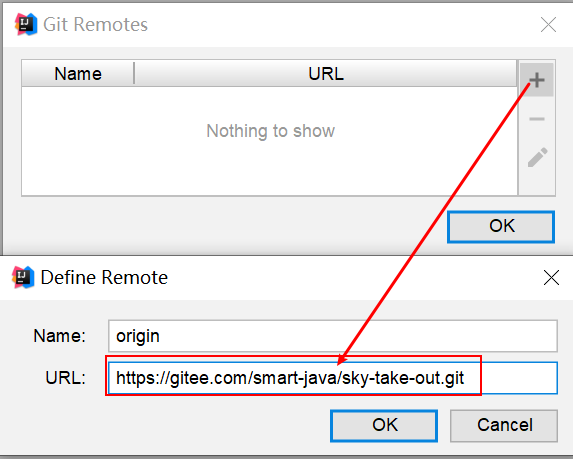 Git Remotes
Name URL
Nothing to show
OK
Define Remote
Name: origin
URL: https://gitee.com/smart-java/sky-take-out.git
OK Cancel